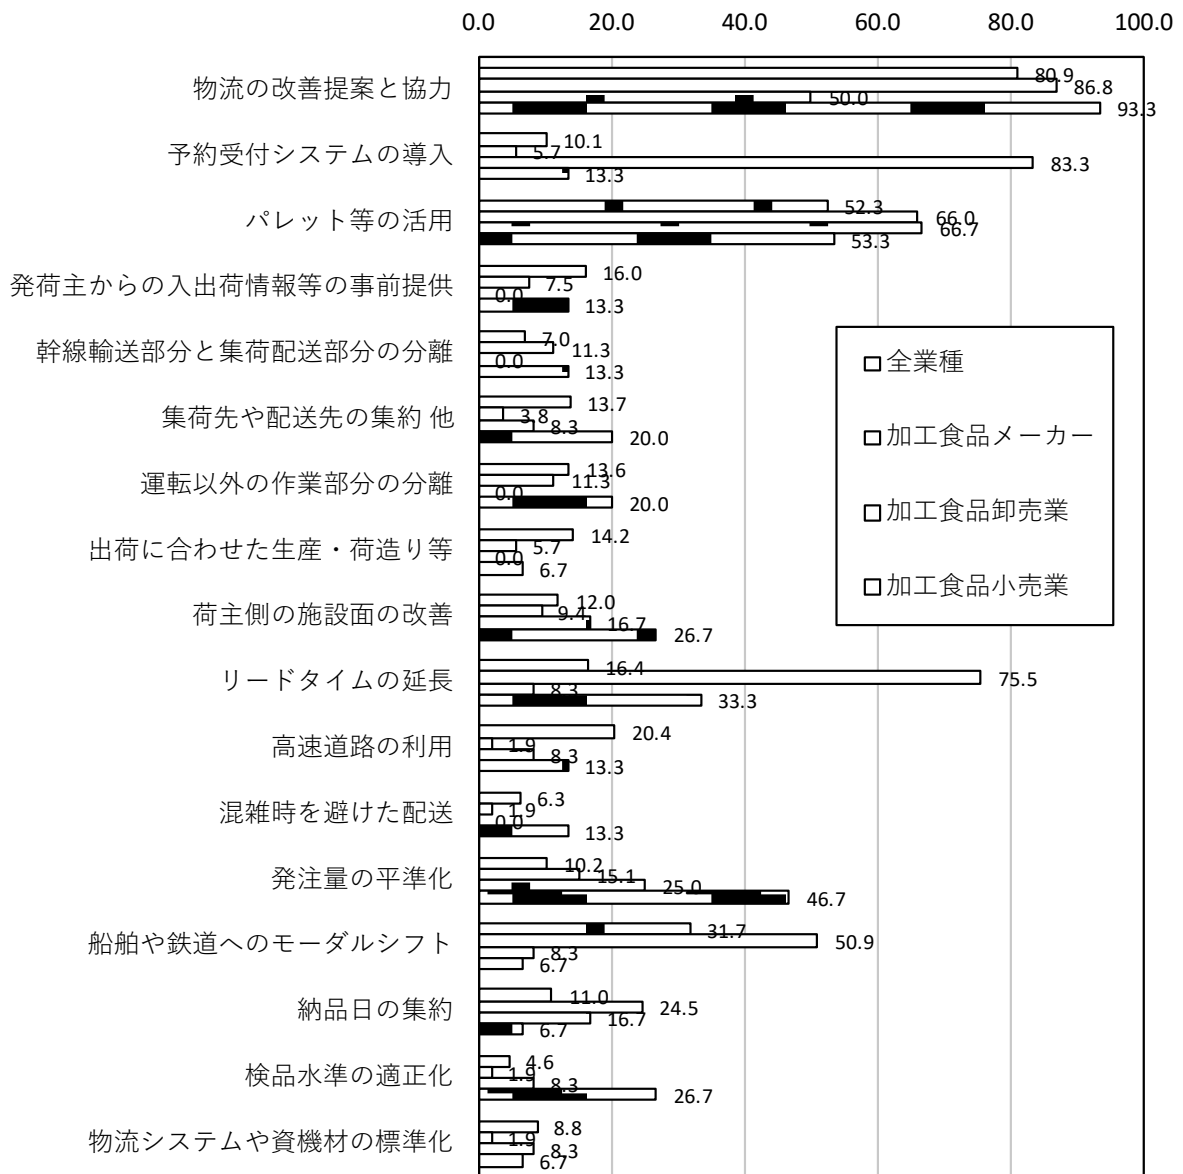 0.0 20.0 40.0 60.0 80.0 100.0
物流の改善提案と協力 80.9 86.8 50.0 93.3
予約受付システムの導入 10.1 5.7 83.3 13.3
パレット等の活用 52.3 66.0 66.7 53.3
発荷主からの入出荷情報等の事前提供 16.0 7.5 0.0 13.3
幹線輸送部分と集荷配送部分の分離 7.0 11.3 0.0 13.3
集荷先や配送先の集約 他 13.7 3.8 8.3 20.0
運転以外の作業部分の分離 13.6 11.3 0.0 20.0
出荷に合わせた生産・荷造り等 14.2 5.7 0.0 6.7
荷主側の施設面の改善 12.0 9.4 16.7 26.7
リードタイムの延長 16.4 75.5 8.3 33.3
高速道路の利用 20.4 1.9 8.3 13.3
混雑時を避けた配送 6.3 1.9 0.0 13.3
発注量の平準化 10.2 15.1 25.0 46.7
船舶や鉄道へのモーダルシフト 31.7 50.9 8.3 6.7
納品日の集約 11.0 24.5 16.7 6.7
検品水準の適正化 4.6 1.9 8.3 26.7
物流システムや資機材の標準化 8.8 1.9 8.3 6.7
全業種
加工食品メーカー
加工食品卸売業
加工食品小売業